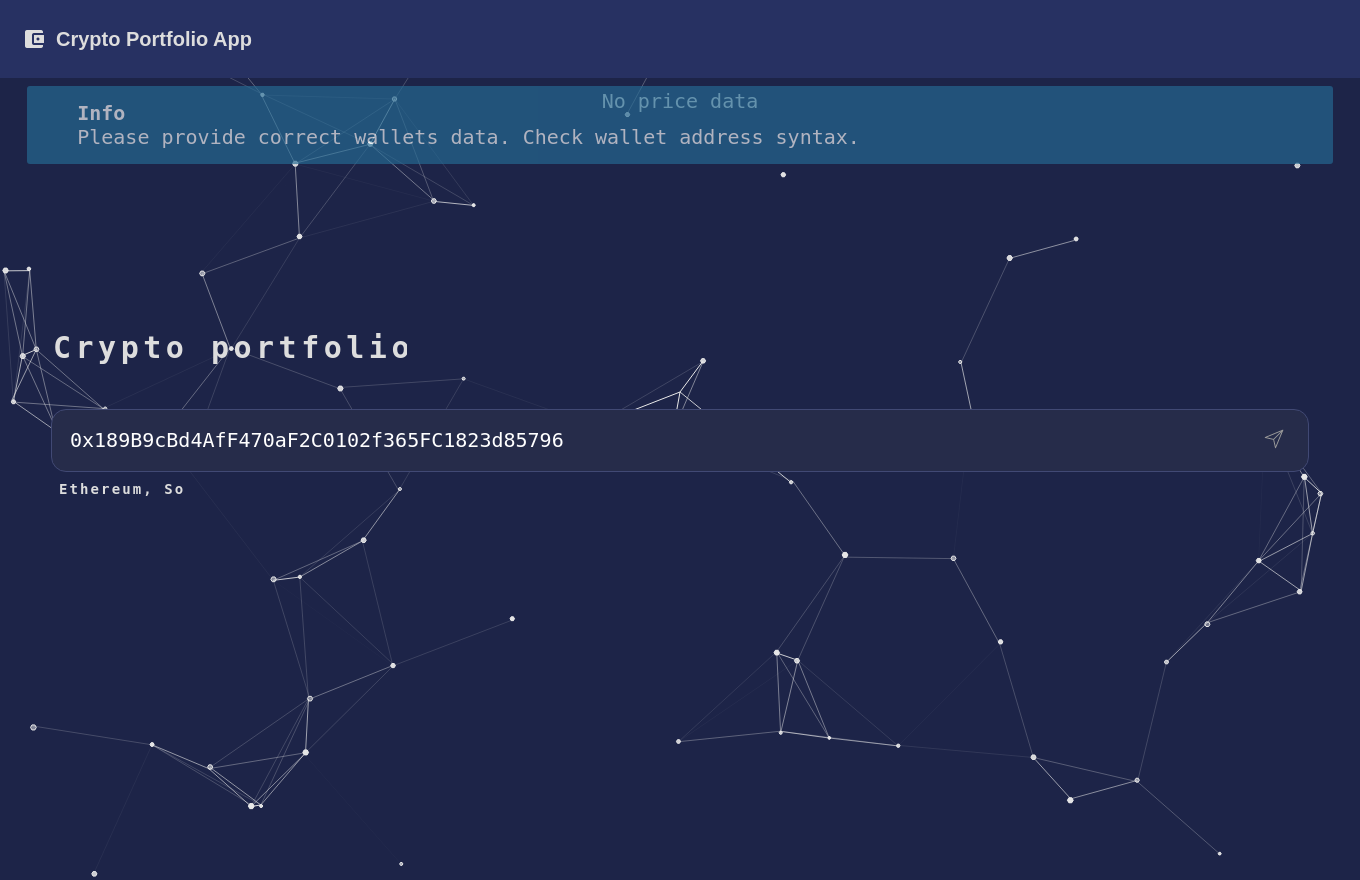 Crypto Portfolio App
No price data
Info
Please provide correct wallets data. Check wallet address syntax.
Crypto portfolio
0x189B9cBd4AfF470aF2C0102f365FC1823d85796
Ethereum, So